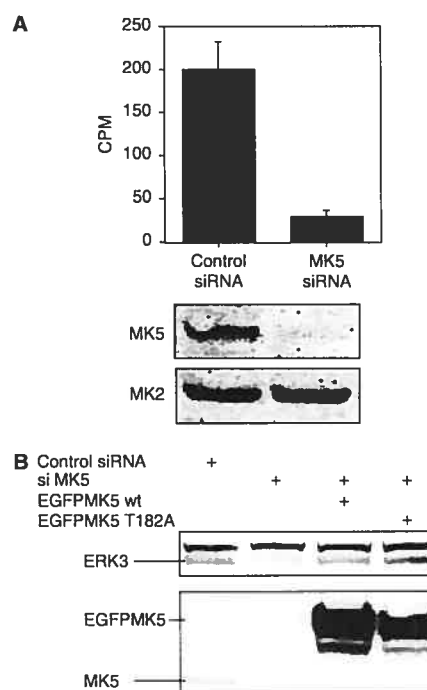 A
250
200
150
100
50
0
CPM
Control
siRNA
MK5
siRNA
MK5
MK2
B
Control siRNA +
si MK5 + + +
EGFPMK5 wt +
EGFPMK5 T182A +
ERK3
EGFPMK5
MK5